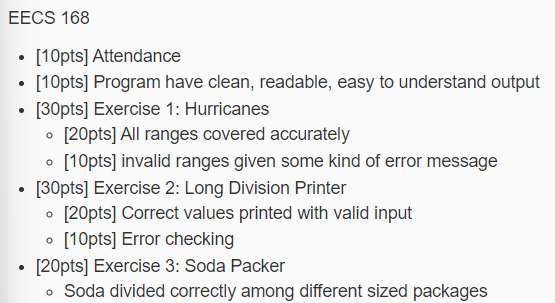 EECS 168
[10pts] Attendance
[10pts] Program have clean, readable, easy to understand output
[30pts] Exercise 1: Hurricanes
[20pts] All ranges covered accurately
[10pts] invalid ranges given some kind of error message
[30pts] Exercise 2: Long Division Printer
[20pts] Correct values printed with valid input
[10pts] Error checking
[20pts] Exercise 3: Soda Packer
Soda divided correctly among different sized packages